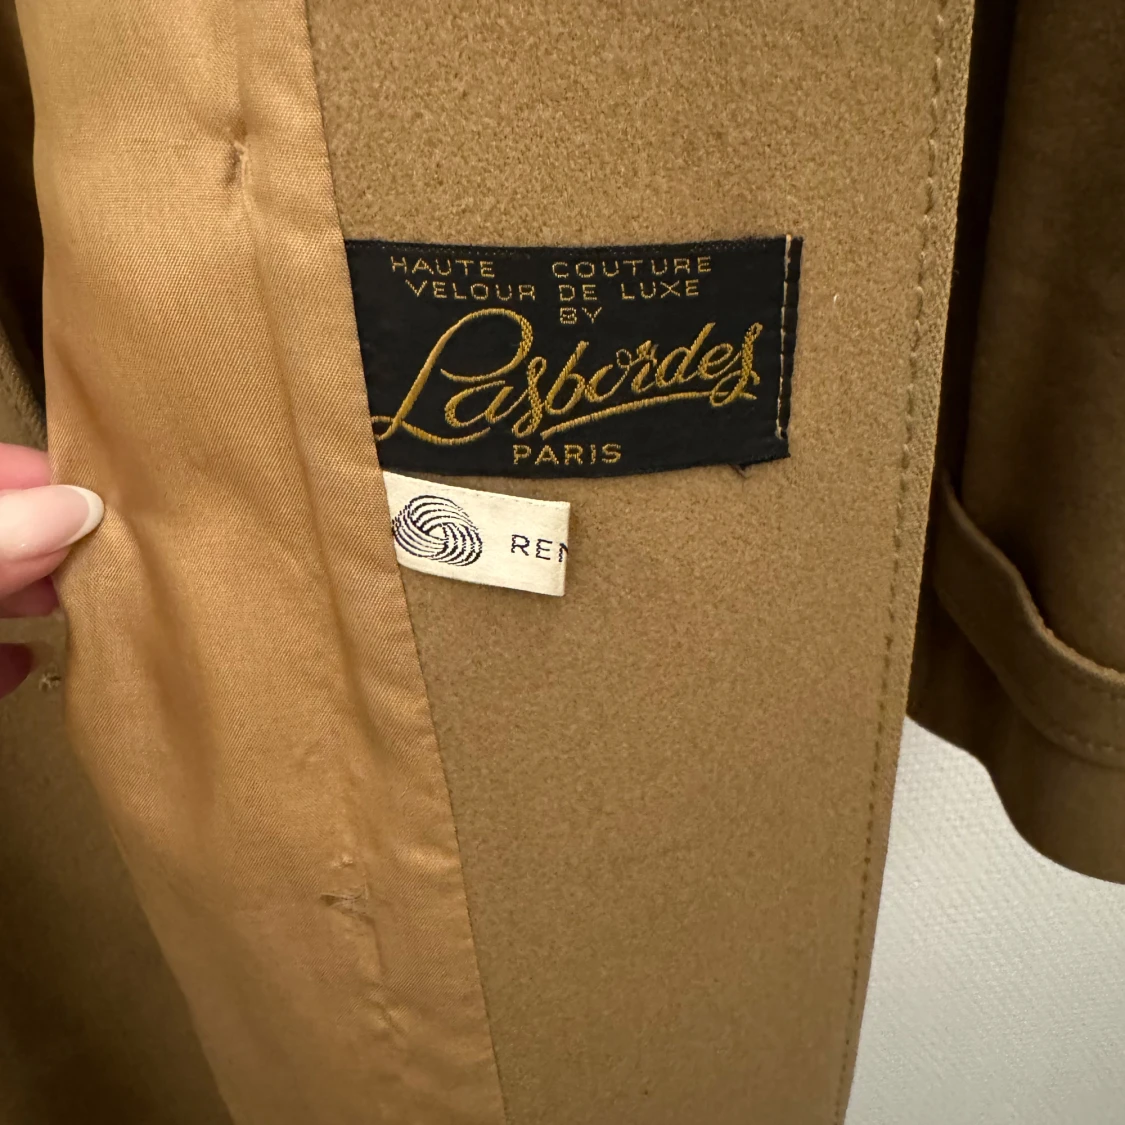 HAUTE COUTURE
VELOUR DE LUXE
BY
Lasbordes
PARIS
REN